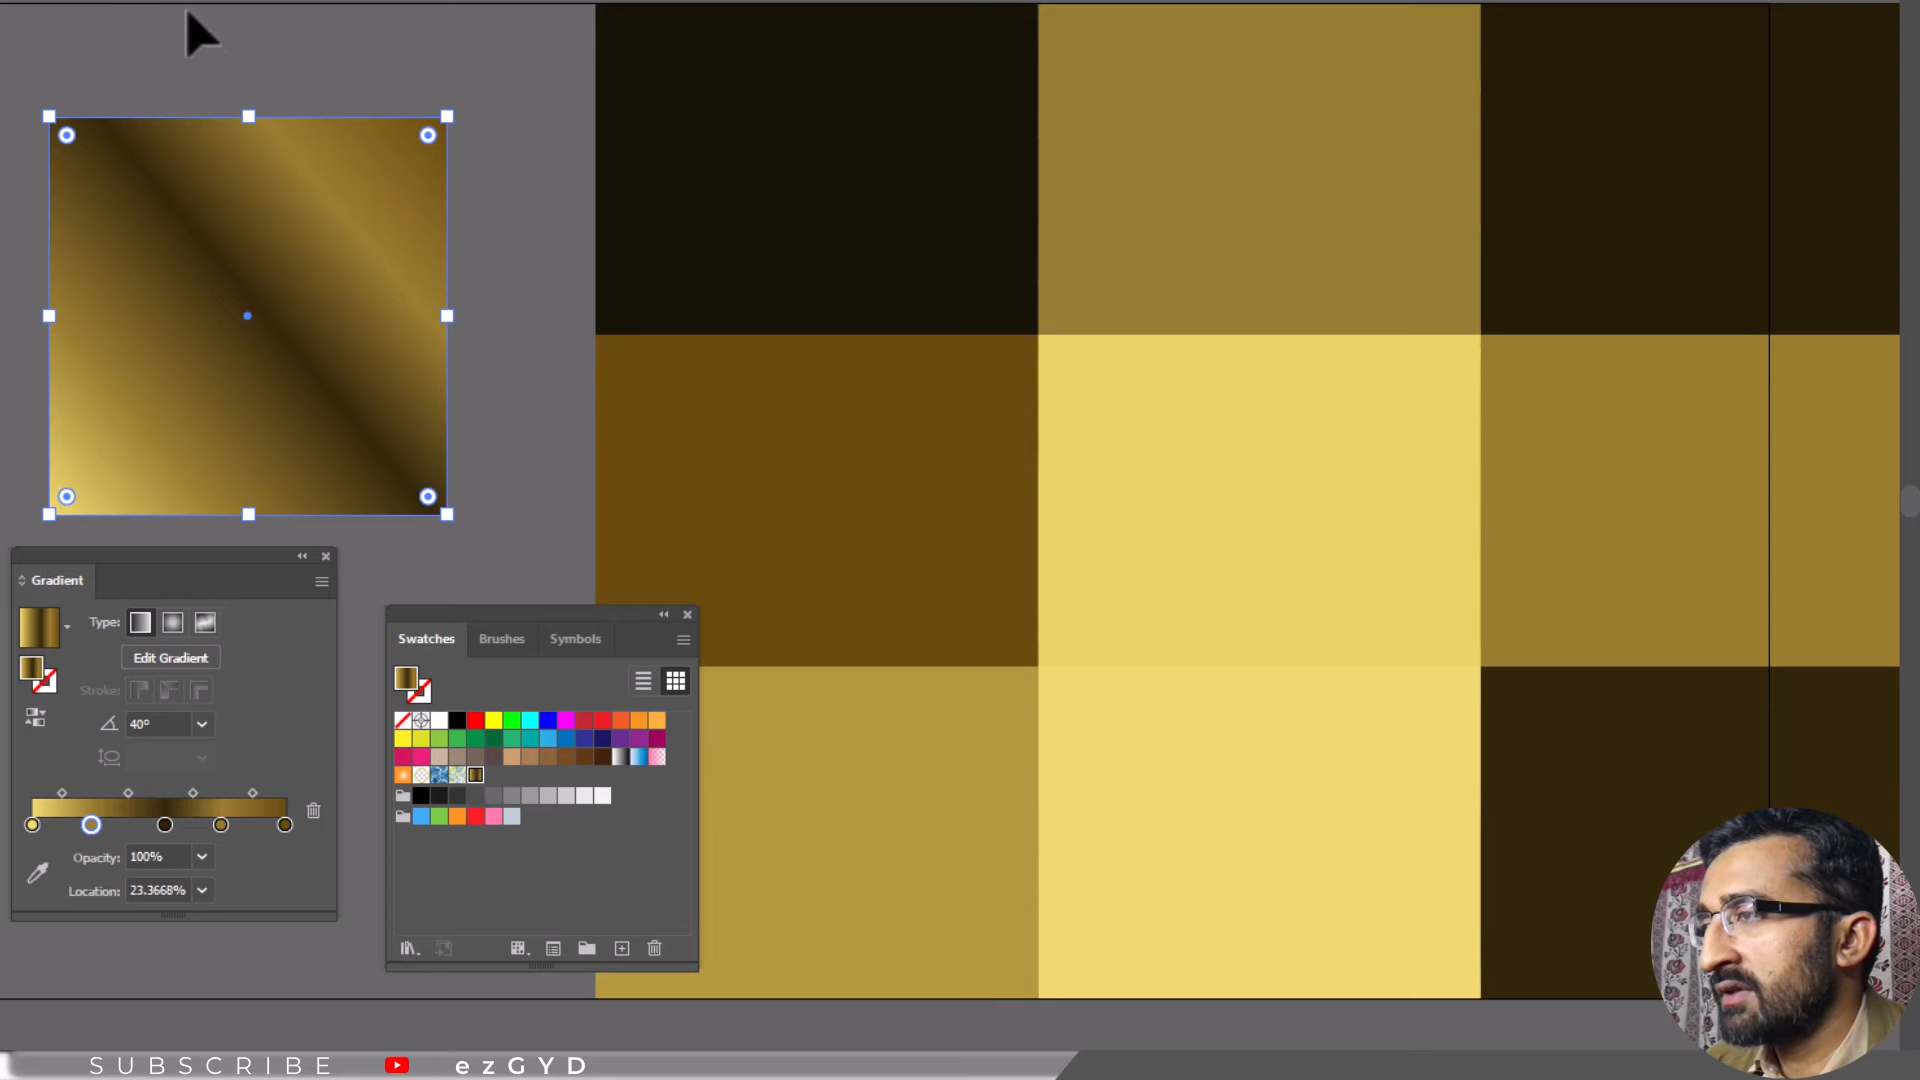 Gradient
Type:
Edit Gradient
Stroke:
40°
Opacity: 100%
Location: 23.3668%
Swatches Brushes Symbols
SUBSCRIBE ezGYD